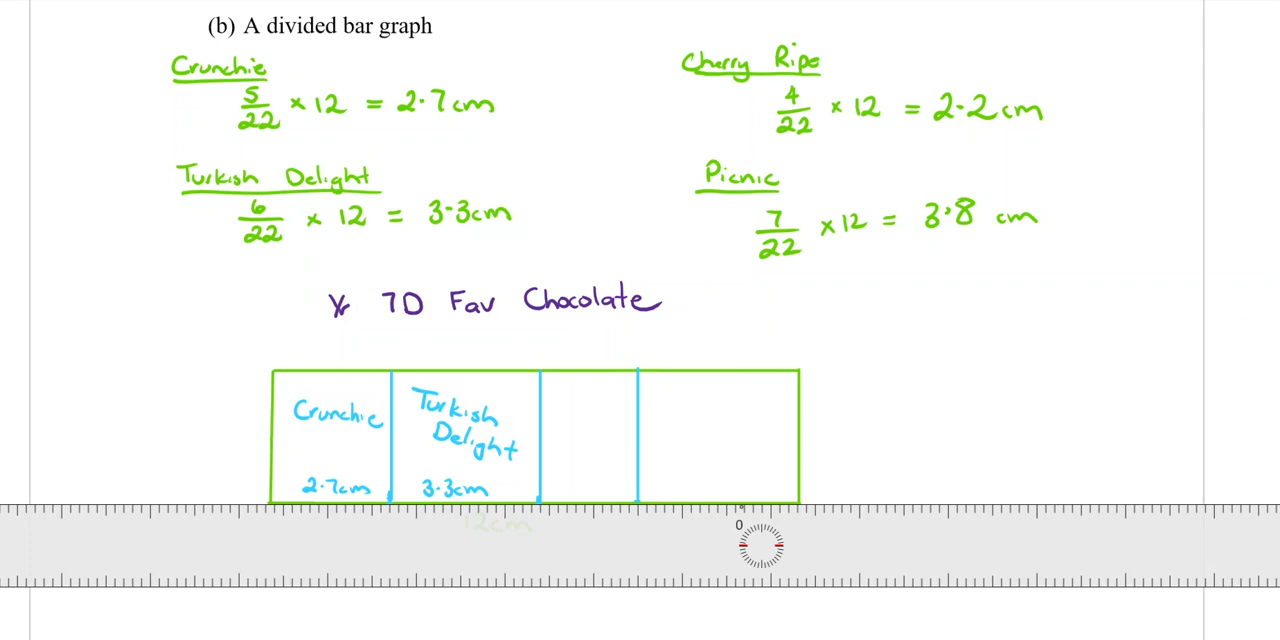 (b) A divided bar graph
Crunchie
5/22 × 12 = 2.7cm
Cherry Ripe
4/22 × 12 = 2.2cm
Turkish Delight
6/22 × 12 = 3.3cm
Picnic
7/22 × 12 = 3.8 cm
Yr 7D Fav Chocolate
Crunchie
2.7cm
Turkish
Delight
3.3cm
12cm
0